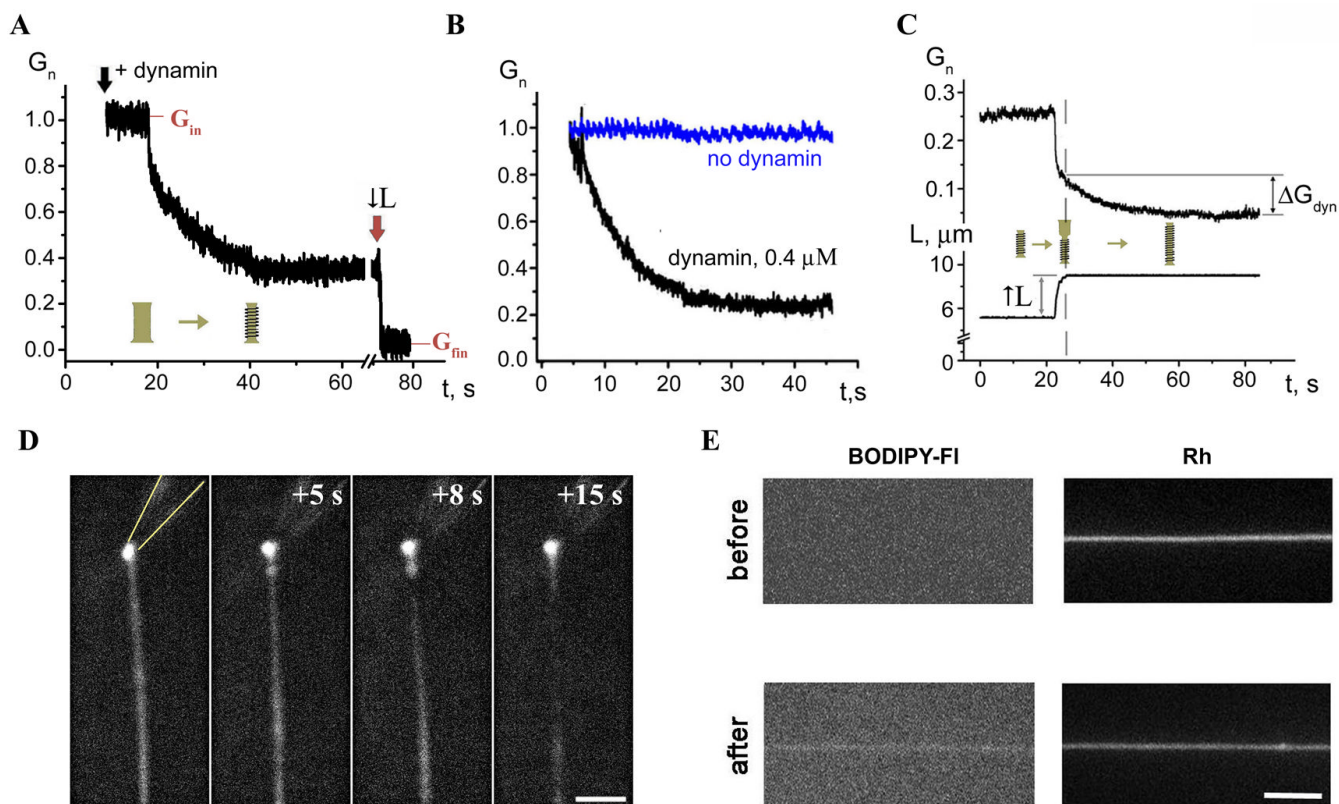 A
Gn
+ dynamin
1.0
0.8
0.6
0.4
0.2
0.0
Gin
↓L
Gfin
0
20
40
60
80
t, s
B
Gn
1.0
0.8
0.6
0.4
0.2
0.0
no dynamin
dynamin, 0.4 μM
0
10
20
30
40
t,s
C
Gn
0.3
0.2
0.1
ΔGdyn
L, μm
10
6
0
↑L
0
20
40
60
80
t, s
D
+5 s
+8 s
+15 s
E
BODIPY-Fl
Rh
before
after